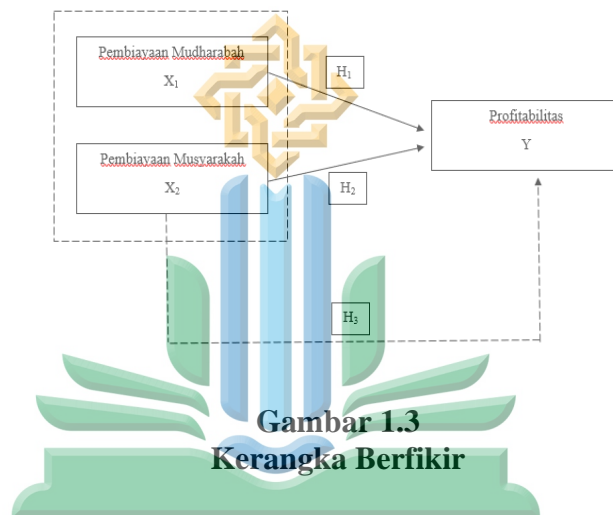 Pembiayaan Mudharabah
X₁
H₁
Profitabilitas
Y
Pembiayaan Musyarakah
X₂
H₂
H₃
Gambar 1.3
Kerangka Berfikir